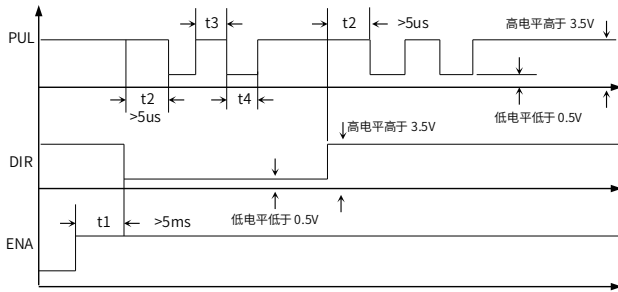 t3
t2
>5us
高电平高于 3.5V
PUL
t2
t4
>5us
低电平低于 0.5V
高电平高于 3.5V
DIR
低电平低于 0.5V
t1
>5ms
ENA